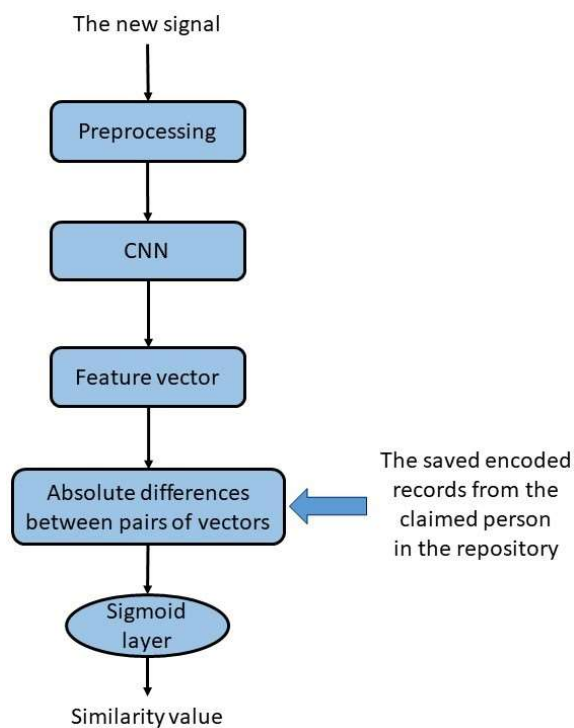 The new signal
Preprocessing
CNN
Feature vector
Absolute differences
between pairs of vectors
The saved encoded
records from the
claimed person
in the repository
Sigmoid
layer
Similarity value